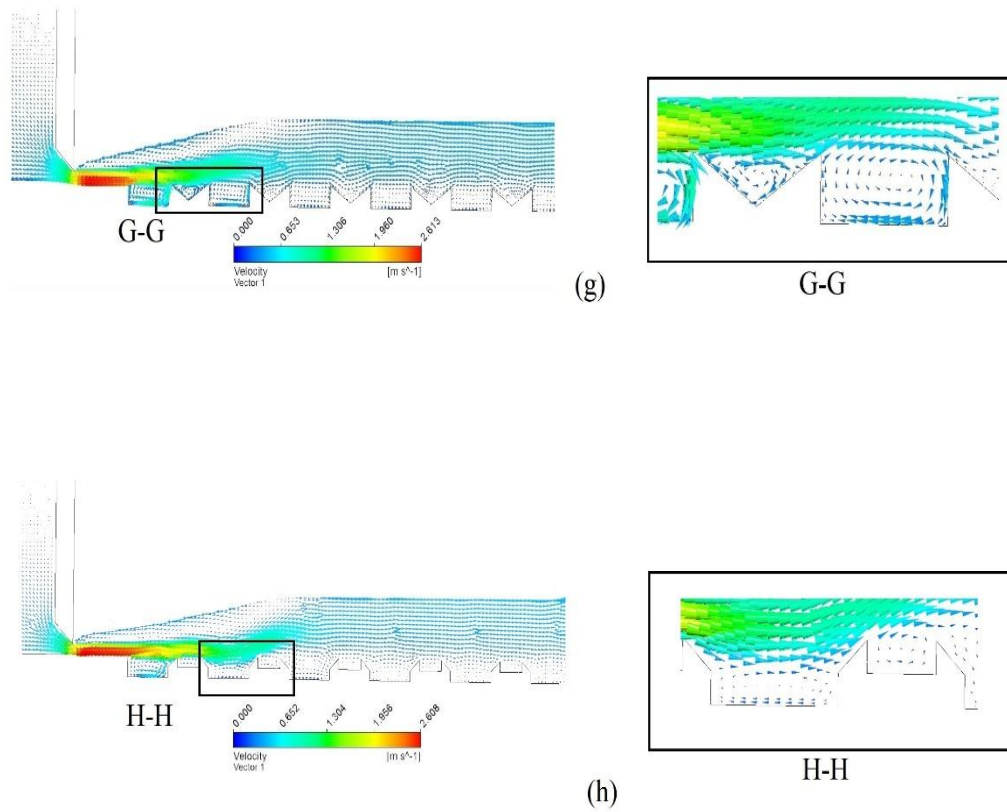 G-G
0.000 0.653 1.306 1.960 2.613
Velocity [m s^-1]
Vector 1
(g)
G-G
H-H
0.000 0.652 1.304 1.956 2.608
Velocity [m s^-1]
Vector 1
(h)
H-H